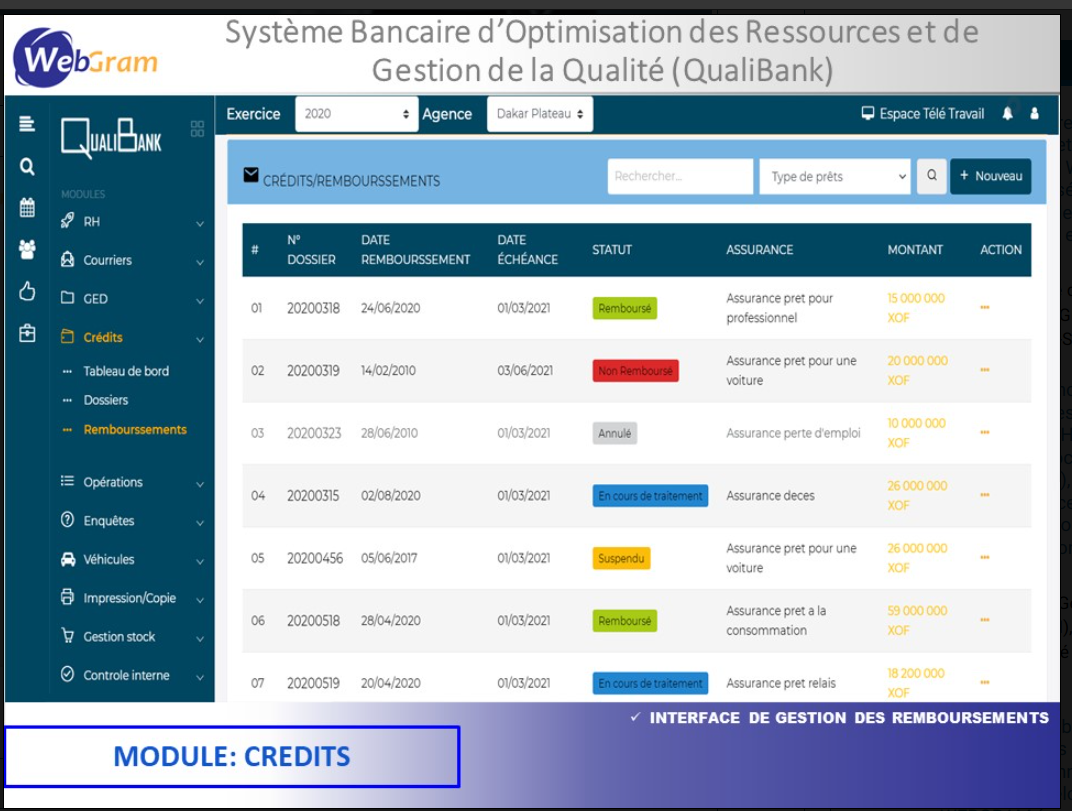 WebGram
Système Bancaire d'Optimisation des Ressources et de
Gestion de la Qualité (QualiBank)
QUALIBANK
Exercice 2020 Agence Dakar Plateau Espace Télé Travail
MODULES
RH
Courriers
GED
Crédits
Tableau de bord
Dossiers
Rembourssements
Opérations
Enquêtes
Véhicules
Impression/Copie
Gestion stock
Controle interne
CRÉDITS/REMBOURSSEMENTS
Rechercher... Type de prêts + Nouveau
# N° DOSSIER DATE REMBOURSSEMENT DATE ÉCHÉANCE STATUT ASSURANCE MONTANT ACTION
01 20200318 24/06/2020 01/03/2021 Remboursé Assurance pret pour professionnel 15 000 000 XOF
02 20200319 14/02/2010 03/06/2021 Non Remboursé Assurance pret pour une voiture 20 000 000 XOF
03 20200323 28/06/2010 01/03/2021 Annulé Assurance perte d'emploi 10 000 000 XOF
04 20200315 02/08/2020 01/03/2021 En cours de traitement Assurance deces 26 000 000 XOF
05 20200456 05/06/2017 01/03/2021 Suspendu Assurance pret pour une voiture 26 000 000 XOF
06 20200518 28/04/2020 01/03/2021 Remboursé Assurance pret a la consommation 59 000 000 XOF
07 20200519 20/04/2020 01/03/2021 En cours de traitement Assurance pret relais 18 200 000 XOF
✓ INTERFACE DE GESTION DES REMBOURSEMENTS
MODULE: CREDITS